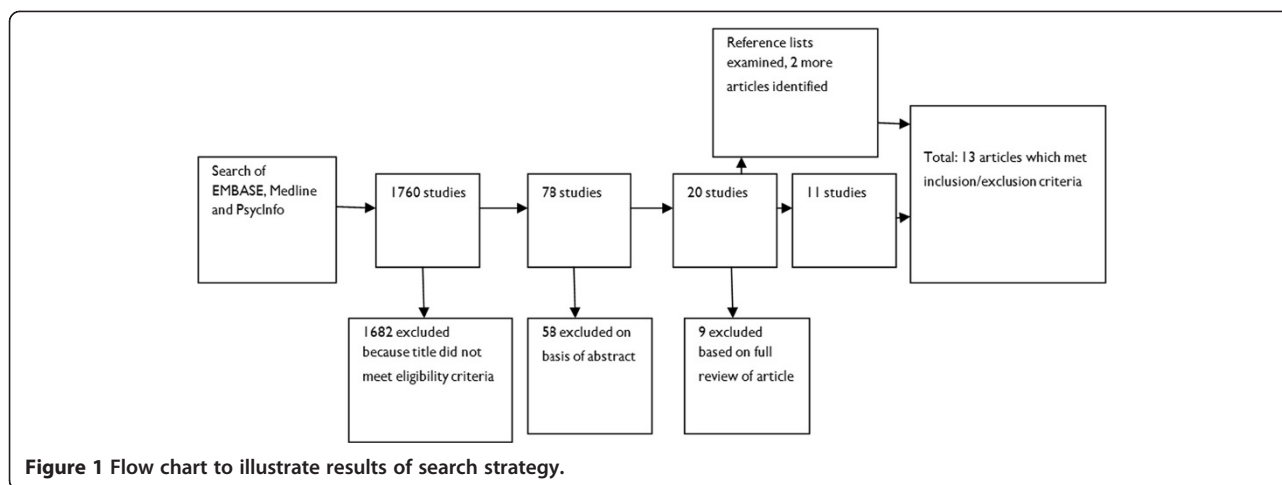 Reference lists
examined, 2 more
articles identified
Search of
EMBASE, Medline
and PsycInfo
1760 studies
78 studies
20 studies
11 studies
Total: 13 articles which met
inclusion/exclusion criteria
1682 excluded
because title did not
meet eligibility criteria
58 excluded on
basis of abstract
9 excluded
based on full
review of article
Figure 1 Flow chart to illustrate results of search strategy.